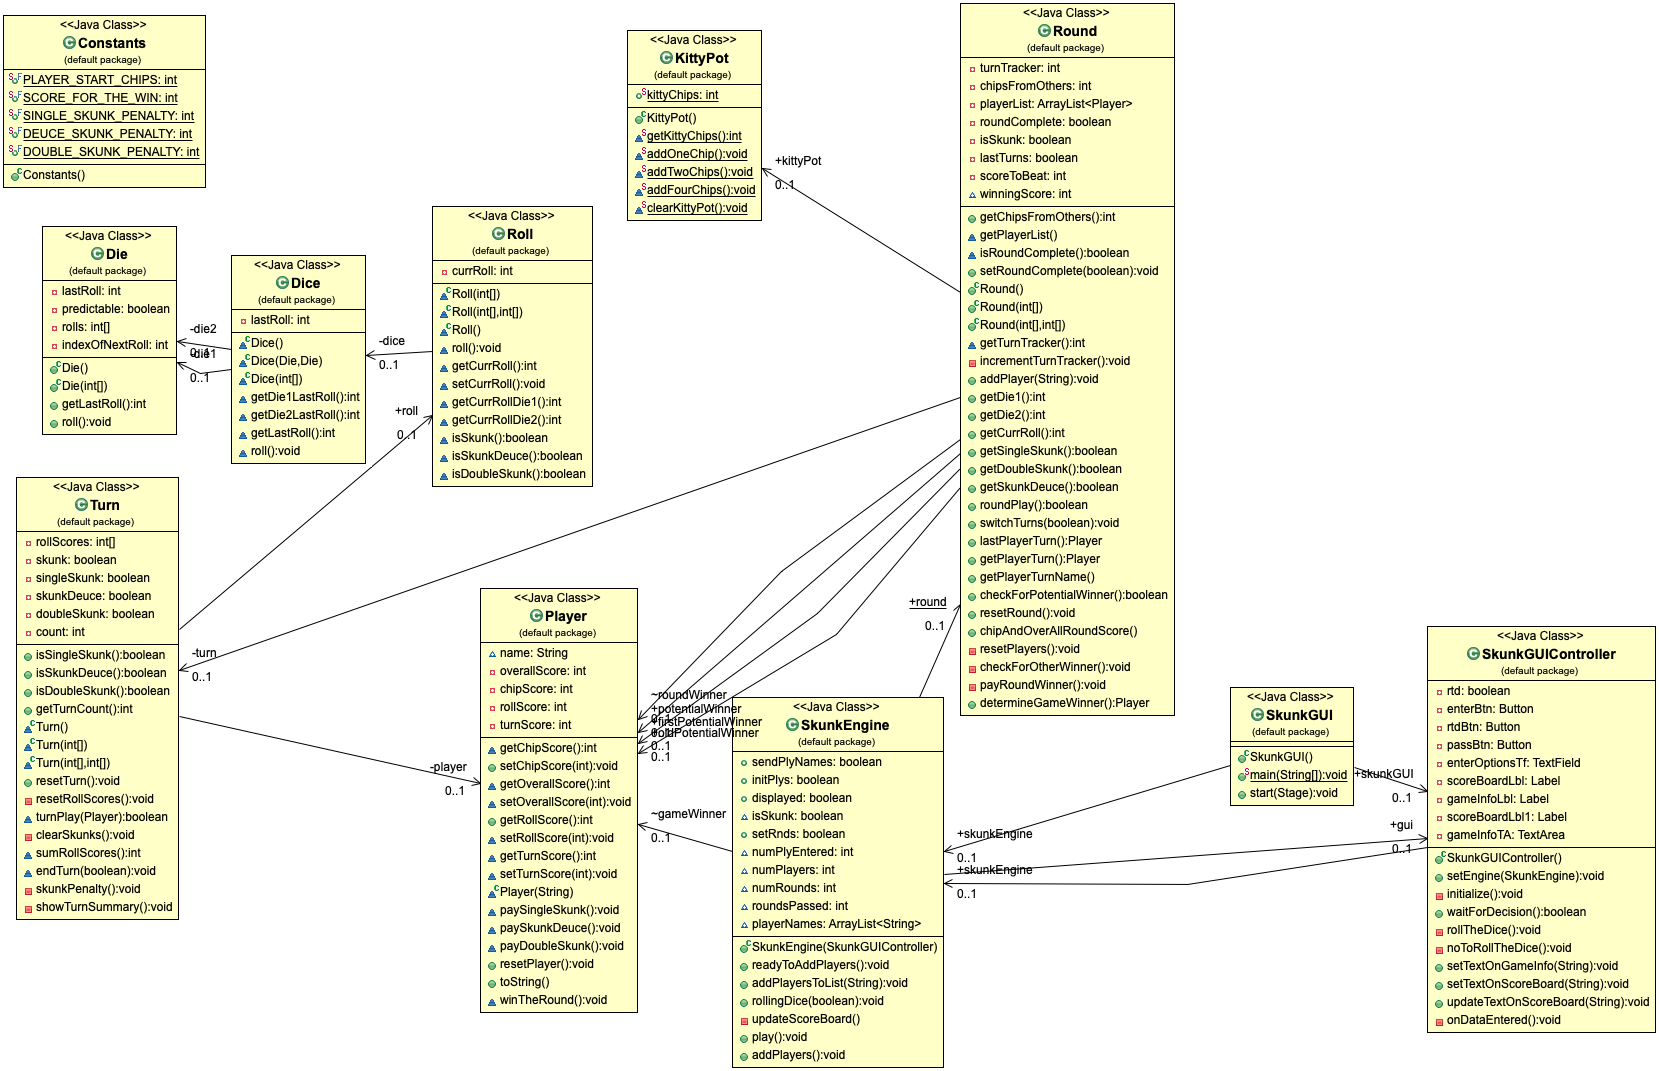 <<Java Class>>
Constants
(default package)
PLAYER_START_CHIPS: int
SCORE_FOR_THE_WIN: int
SINGLE_SKUNK_PENALTY: int
DEUCE_SKUNK_PENALTY: int
DOUBLE_SKUNK_PENALTY: int
Constants()
<<Java Class>>
KittyPot
(default package)
kittyChips: int
KittyPot()
getKittyChips():int
addOneChip():void
addTwoChips():void
addFourChips():void
clearKittyPot():void
<<Java Class>>
Round
(default package)
turnTracker: int
chipsFromOthers: int
playerList: ArrayList<Player>
roundComplete: boolean
isSkunk: boolean
lastTurns: boolean
scoreToBeat: int
winningScore: int
getChipsFromOthers():int
getPlayerList()
isRoundComplete():boolean
setRoundComplete(boolean):void
Round()
Round(int[])
Round(int[],int[])
getTurnTracker():int
incrementTurnTracker():void
addPlayer(String):void
getDie1():int
getDie2():int
getCurrRoll():int
getSingleSkunk():boolean
getDoubleSkunk():boolean
getSkunkDeuce():boolean
roundPlay():boolean
switchTurns(boolean):void
lastPlayerTurn():Player
getPlayerTurn():Player
getPlayerTurnName()
checkForPotentialWinner():boolean
resetRound():void
chipAndOverAllRoundScore()
resetPlayers():void
checkForOtherWinner():void
payRoundWinner():void
determineGameWinner():Player
+kittyPot
0..1
<<Java Class>>
Die
(default package)
lastRoll: int
predictable: boolean
rolls: int[]
indexOfNextRoll: int
Die()
Die(int[])
getLastRoll():int
roll():void
-die2
0..1
-die1
0..1
<<Java Class>>
Dice
(default package)
lastRoll: int
Dice()
Dice(Die,Die)
Dice(int[])
getDie1LastRoll():int
getDie2LastRoll():int
getLastRoll():int
roll():void
-dice
0..1
<<Java Class>>
Roll
(default package)
currRoll: int
Roll(int[])
Roll(int[],int[])
Roll()
roll():void
getCurrRoll():int
setCurrRoll():void
getCurrRollDie1():int
getCurrRollDie2():int
isSkunk():boolean
isSkunkDeuce():boolean
isDoubleSkunk():boolean
+roll
0..1
<<Java Class>>
Turn
(default package)
rollScores: int[]
skunk: boolean
singleSkunk: boolean
skunkDeuce: boolean
doubleSkunk: boolean
count: int
isSingleSkunk():boolean
isSkunkDeuce():boolean
isDoubleSkunk():boolean
getTurnCount():int
Turn()
Turn(int[])
Turn(int[],int[])
resetTurn():void
resetRollScores():void
turnPlay(Player):boolean
clearSkunks():void
sumRollScores():int
endTurn(boolean):void
skunkPenalty():void
showTurnSummary():void
-turn
0..1
-player
0..1
<<Java Class>>
Player
(default package)
name: String
overallScore: int
chipScore: int
rollScore: int
turnScore: int
getChipScore():int
setChipScore(int):void
getOverallScore():int
setOverallScore(int):void
getRollScore():int
setRollScore(int):void
getTurnScore():int
setTurnScore(int):void
Player(String)
paySingleSkunk():void
paySkunkDeuce():void
payDoubleSkunk():void
resetPlayer():void
toString()
winTheRound():void
~roundWinner
0..1
+potentialWinner
0..1
+firstPotentialWinner
0..1
+oldPotentialWinner
0..1
~gameWinner
0..1
+round
0..1
<<Java Class>>
SkunkEngine
(default package)
sendPlyNames: boolean
initPlys: boolean
displayed: boolean
isSkunk: boolean
setRnds: boolean
numPlyEntered: int
numPlayers: int
numRounds: int
roundsPassed: int
playerNames: ArrayList<String>
SkunkEngine(SkunkGUIController)
readyToAddPlayers():void
addPlayersToList(String):void
rollingDice(boolean):void
updateScoreBoard()
play():void
addPlayers():void
+skunkEngine
0..1
+skunkEngine
0..1
<<Java Class>>
SkunkGUI
(default package)
SkunkGUI()
main(String[]):void
start(Stage):void
+skunkGUI
0..1
+gui
0..1
<<Java Class>>
SkunkGUIController
(default package)
rtd: boolean
enterBtn: Button
rtdBtn: Button
passBtn: Button
enterOptionsTf: TextField
scoreBoardLbl: Label
gameInfoLbl: Label
scoreBoardLbl1: Label
gameInfoTA: TextArea
SkunkGUIController()
setEngine(SkunkEngine):void
initialize():void
waitForDecision():boolean
rollTheDice():void
noToRollTheDice():void
setTextOnGameInfo(String):void
setTextOnScoreBoard(String):void
updateTextOnScoreBoard(String):void
onDataEntered():void